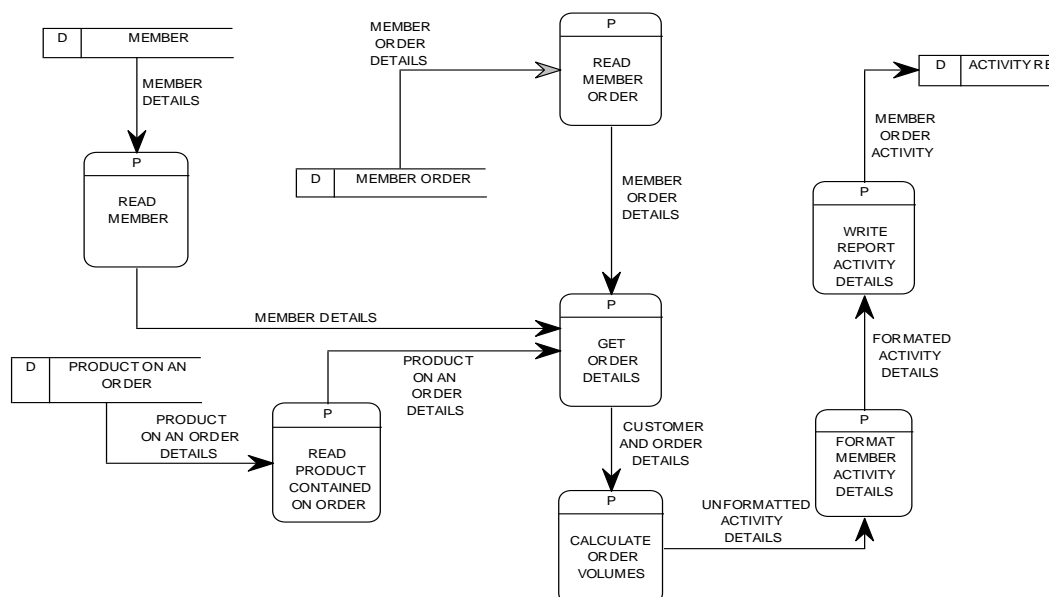 D MEMBER
MEMBER
DETAILS
P
READ
MEMBER
MEMBER
ORDER
DETAILS
P
READ
MEMBER
ORDER
D MEMBER ORDER
MEMBER
ORDER
DETAILS
D ACTIVITY RE
MEMBER
ORDER
ACTIVITY
P
WRITE
REPORT
ACTIVITY
DETAILS
MEMBER DETAILS
P
GET
ORDER
DETAILS
FORMATED
ACTIVITY
DETAILS
D PRODUCT ON AN
ORDER
PRODUCT
ON AN ORDER
DETAILS
PRODUCT
ON AN
ORDER
DETAILS
P
READ
PRODUCT
CONTAINED
ON ORDER
CUSTOMER
AND ORDER
DETAILS
P
FORMAT
MEMBER
ACTIVITY
DETAILS
P
CALCULATE
ORDER
VOLUMES
UNFORMATTED
ACTIVITY
DETAILS